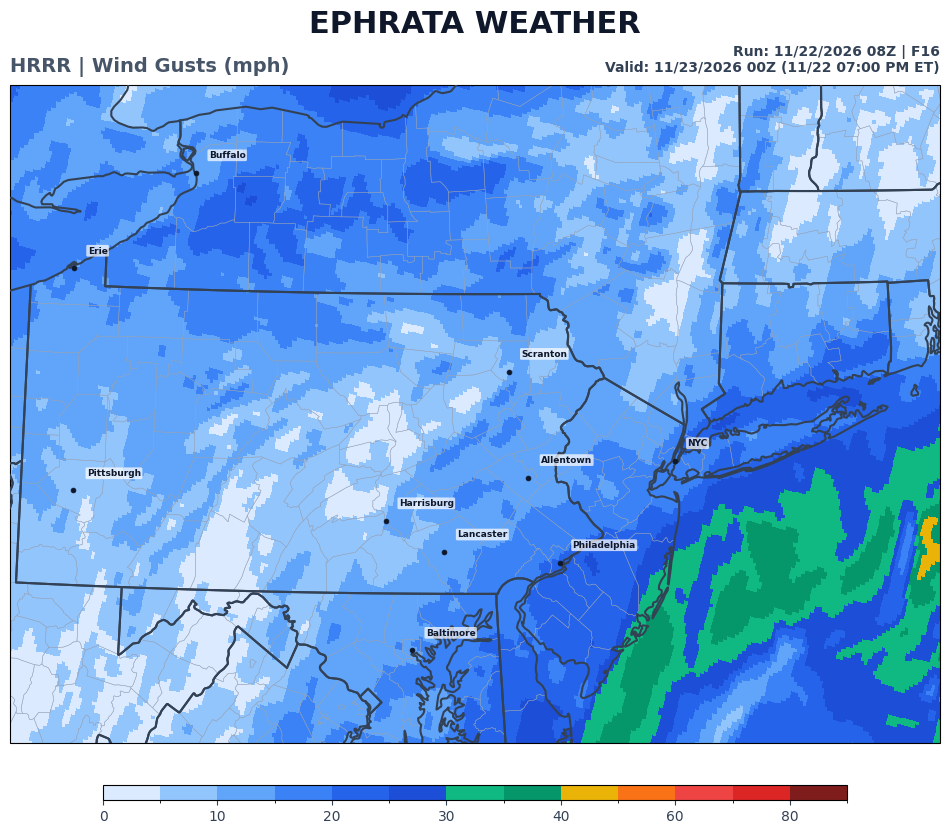 EPHRATA WEATHER
HRRR | Wind Gusts (mph)
Run: 11/22/2026 08Z | F16
Valid: 11/23/2026 00Z (11/22 07:00 PM ET)
Buffalo
Erie
Scranton
NYC
Allentown
Pittsburgh
Harrisburg
Lancaster
Philadelphia
Baltimore
0 10 20 30 40 50 60 70 80